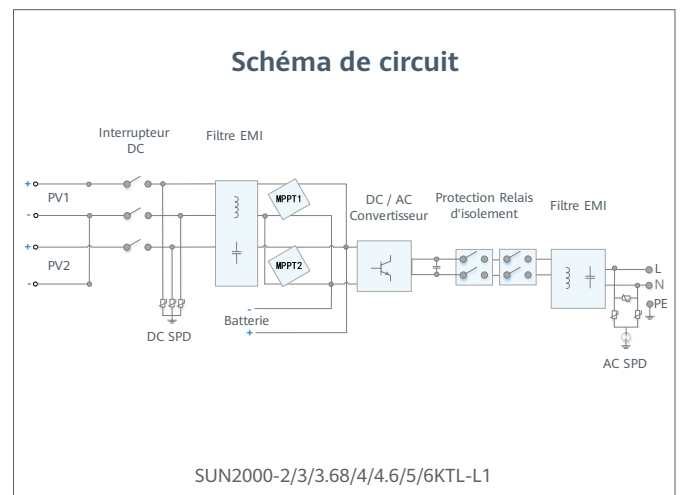 Schéma de circuit
Interrupteur
DC
Filtre EMI
DC / AC
Convertisseur
Protection Relais
d'isolement
Filtre EMI
+
PV1
-
+
PV2
-
MPPT1
MPPT2
DC SPD
-
Batterie
+
L
N
PE
AC SPD
SUN2000-2/3/3.68/4/4.6/5/6KTL-L1